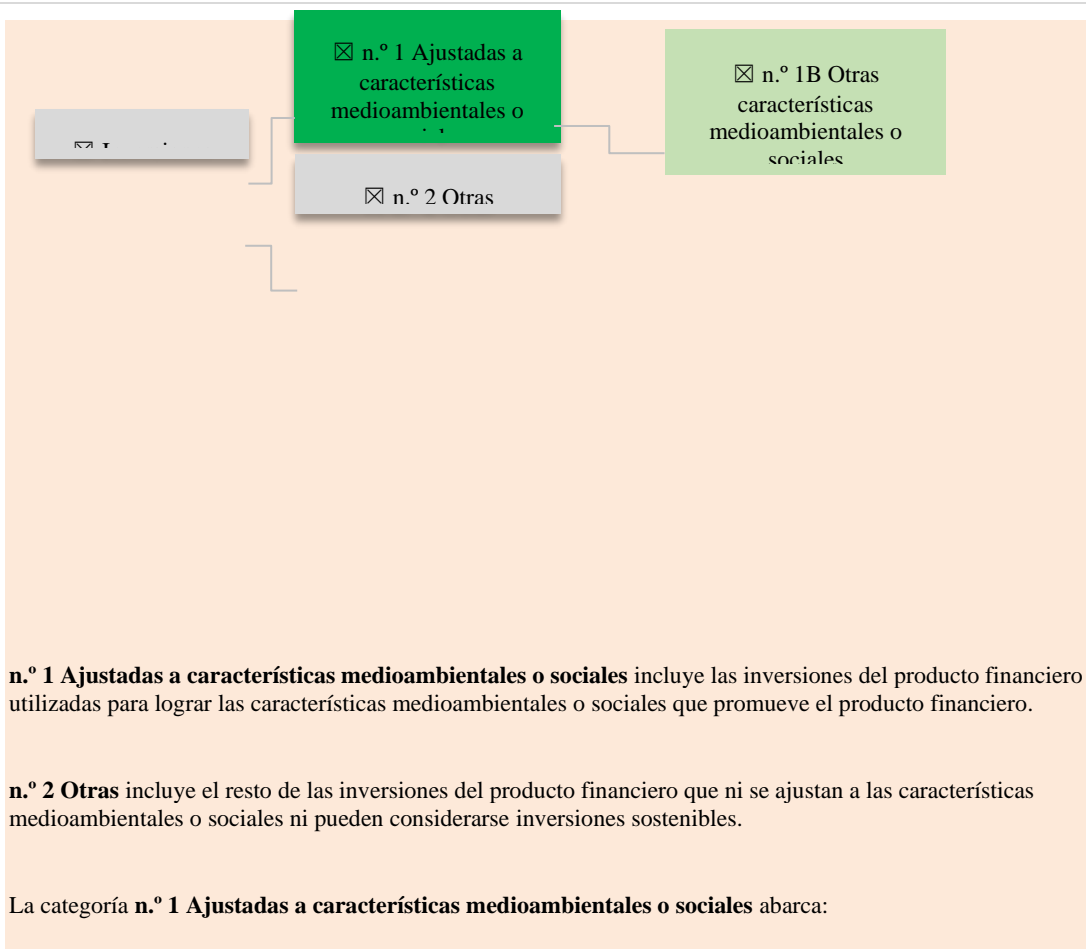 ☒ n.º 1 Ajustadas a
características
medioambientales o
☒ n.º 1B Otras
características
medioambientales o
sociales
☒
☒ n.º 2 Otras
n.º 1 Ajustadas a características medioambientales o sociales incluye las inversiones del producto financiero
utilizadas para lograr las características medioambientales o sociales que promueve el producto financiero.
n.º 2 Otras incluye el resto de las inversiones del producto financiero que ni se ajustan a las características
medioambientales o sociales ni pueden considerarse inversiones sostenibles.
La categoría n.º 1 Ajustadas a características medioambientales o sociales abarca: